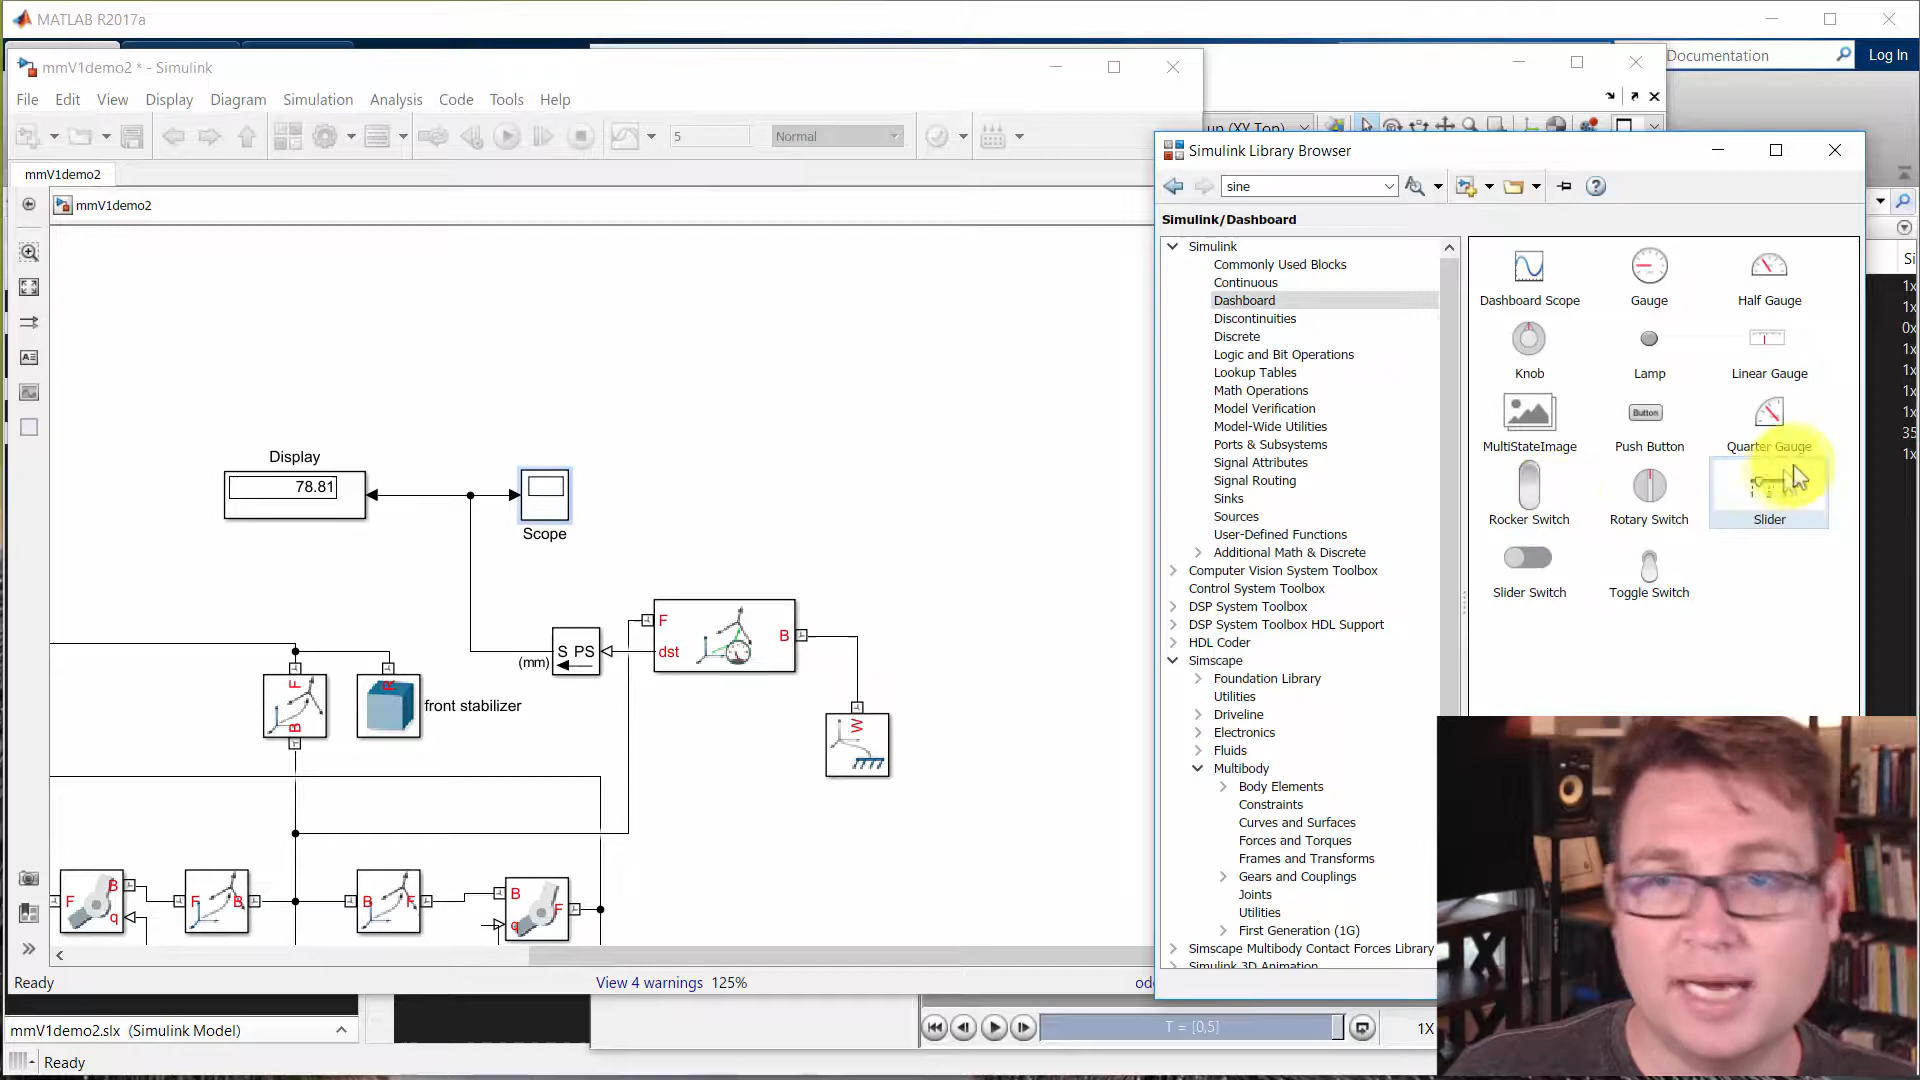 MATLAB R2017a
mmV1demo2 * - Simulink
File Edit View Display Diagram Simulation Analysis Code Tools Help
5
Normal
mmV1demo2
mmV1demo2
Display
78.81
Scope
F
B
dst
S PS
(mm)
W
F
B
R
front stabilizer
F
B
q
F
B
B
F
B
q
F
Ready
View 4 warnings 125%
mmV1demo2.slx (Simulink Model)
Ready
T = [0,5]
1X
Documentation
Log In
(XY Top)
Simulink Library Browser
sine
Simulink/Dashboard
Simulink
Commonly Used Blocks
Continuous
Dashboard
Discontinuities
Discrete
Logic and Bit Operations
Lookup Tables
Math Operations
Model Verification
Model-Wide Utilities
Ports & Subsystems
Signal Attributes
Signal Routing
Sinks
Sources
User-Defined Functions
Additional Math & Discrete
Computer Vision System Toolbox
Control System Toolbox
DSP System Toolbox
DSP System Toolbox HDL Support
HDL Coder
Simscape
Foundation Library
Utilities
Driveline
Electronics
Fluids
Multibody
Body Elements
Constraints
Curves and Surfaces
Forces and Torques
Frames and Transforms
Gears and Couplings
Joints
Utilities
First Generation (1G)
Simscape Multibody Contact Forces Library
Simulink 3D Animation
Dashboard Scope
Gauge
Half Gauge
Knob
Lamp
Linear Gauge
MultiStateImage
Button
Push Button
Quarter Gauge
Rocker Switch
Rotary Switch
Slider
Slider Switch
Toggle Switch